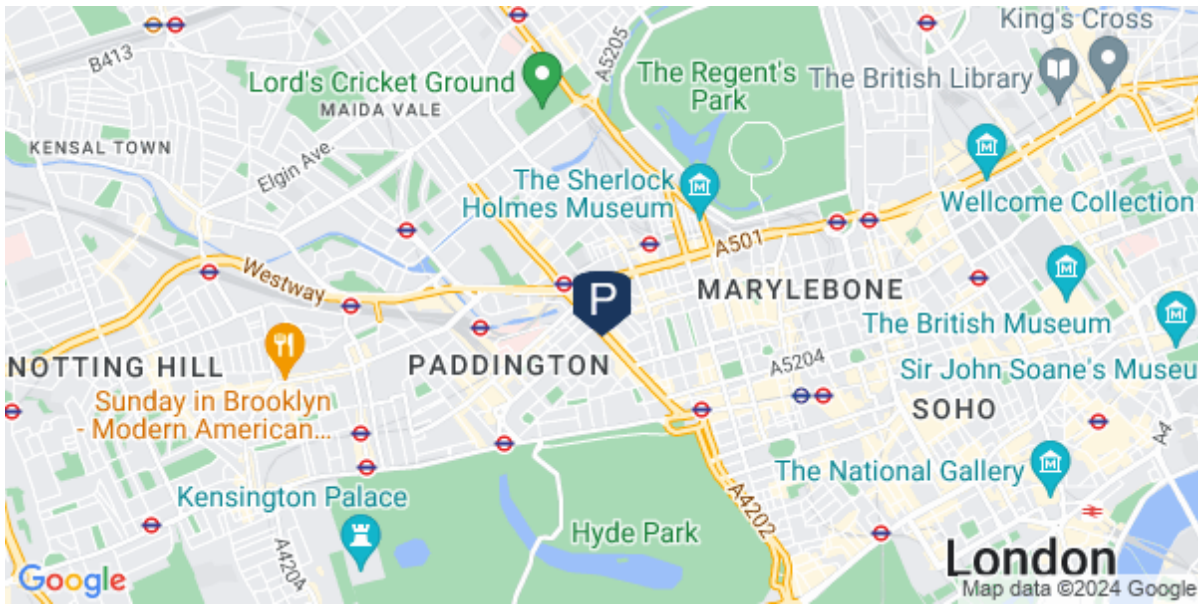 King's Cross
B413
Lord's Cricket Ground
A5205
The Regent's
Park
The British Library
MAIDA VALE
KENSAL TOWN
Elgin Ave.
The Sherlock
Holmes Museum
Wellcome Collection
A501
Westway
P
MARYLEBONE
The British Museum
NOTTING HILL
PADDINGTON
A5204
Sir John Soane's Museu
Sunday in Brooklyn
- Modern American...
SOHO
A4
The National Gallery
Kensington Palace
A4202
Hyde Park
A4204
London
Google
Map data ©2024 Google